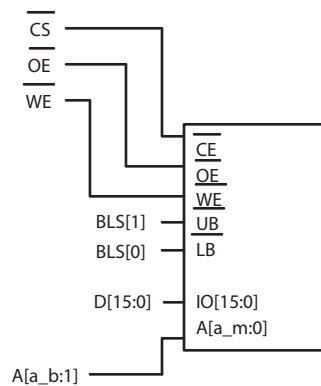 CS
OE
WE
CE
OE
WE
BLS[1] UB
BLS[0] LB
D[15:0] IO[15:0]
A[a_m:0]
A[a_b:1]